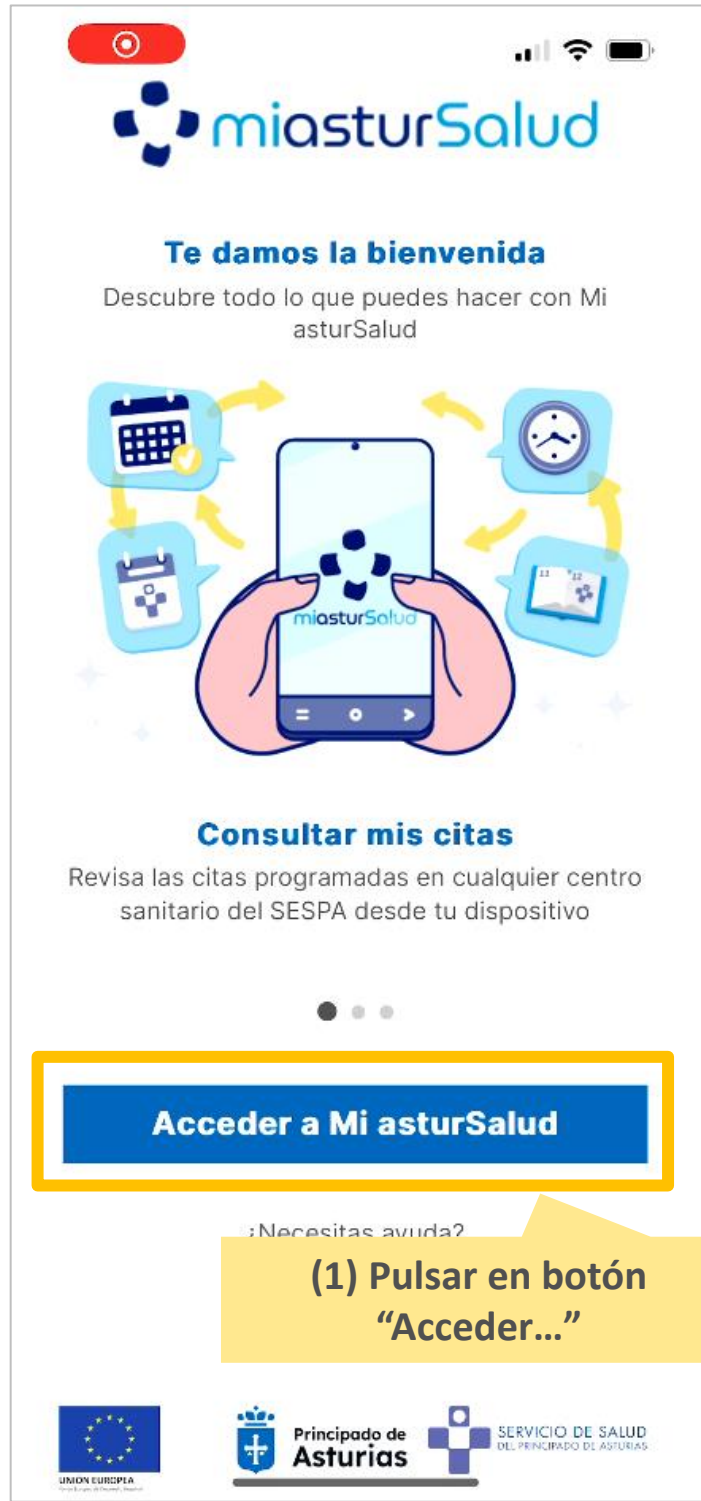 miasturSalud
Te damos la bienvenida
Descubre todo lo que puedes hacer con Mi
asturSalud
miasturSalud
Consultar mis citas
Revisa las citas programadas en cualquier centro
sanitario del SESPA desde tu dispositivo
Acceder a Mi asturSalud
¿Necesitas ayuda?
(1) Pulsar en botón
“Acceder...”
Principado de
Asturias
SERVICIO DE SALUD
DEL PRINCIPADO DE ASTURIAS
UNION EUROPEA